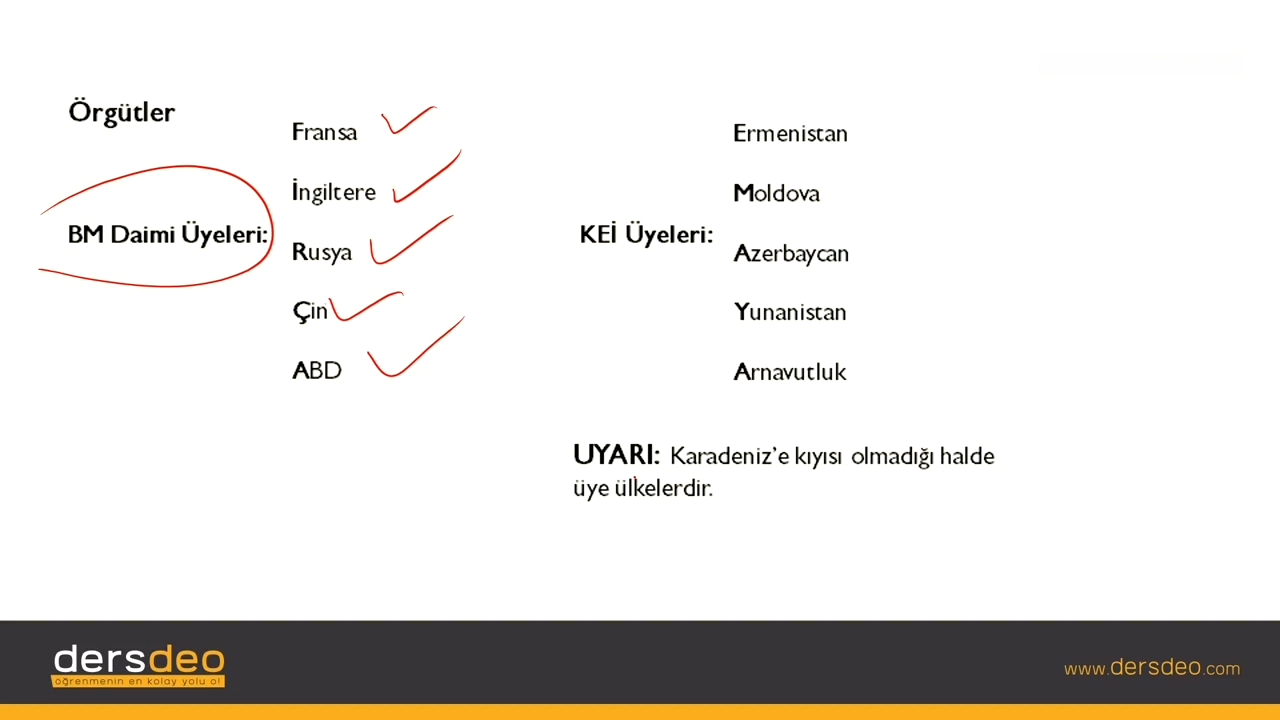 Örgütler
BM Daimi Üyeleri:
Fransa
İngiltere
Rusya
Çin
ABD
KEİ Üyeleri:
Ermenistan
Moldova
Azerbaycan
Yunanistan
Arnavutluk
UYARI: Karadeniz'e kıyısı olmadığı halde
üye ülkelerdir.
dersdeo
öğrenmenin en kolay yolu o!
www.dersdeo.com